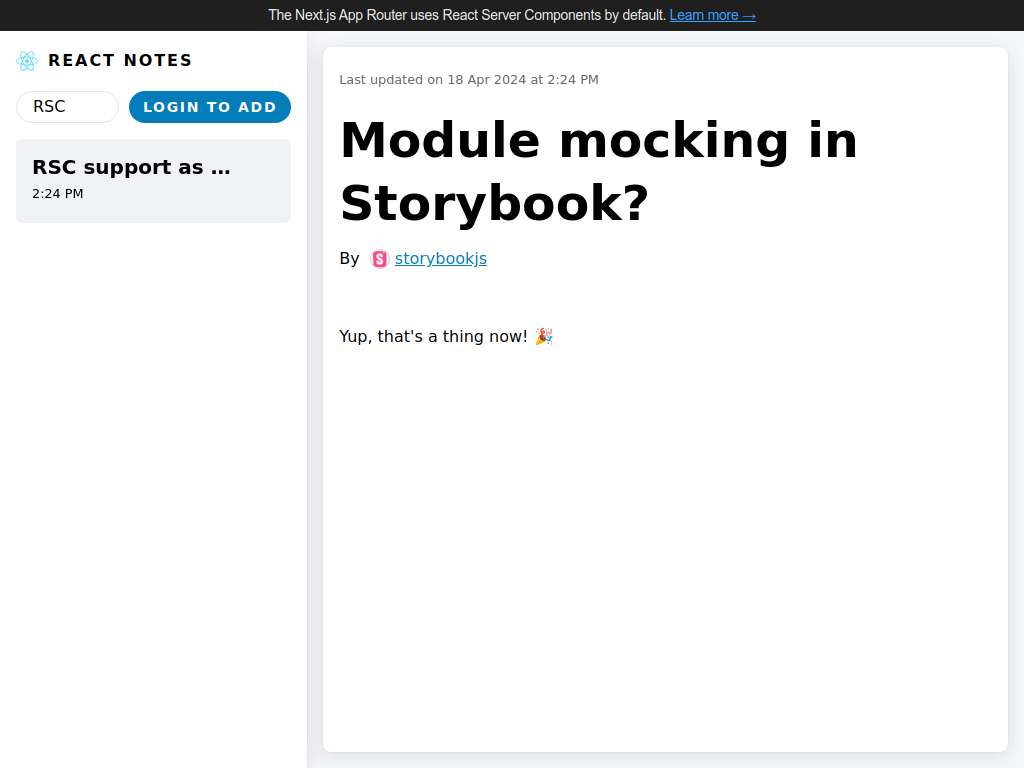 The Next.js App Router uses React Server Components by default. Learn more →
REACT NOTES
RSC
LOGIN TO ADD
RSC support as ...
2:24 PM
Last updated on 18 Apr 2024 at 2:24 PM
Module mocking in
Storybook?
By storybookjs
Yup, that's a thing now! 🎉